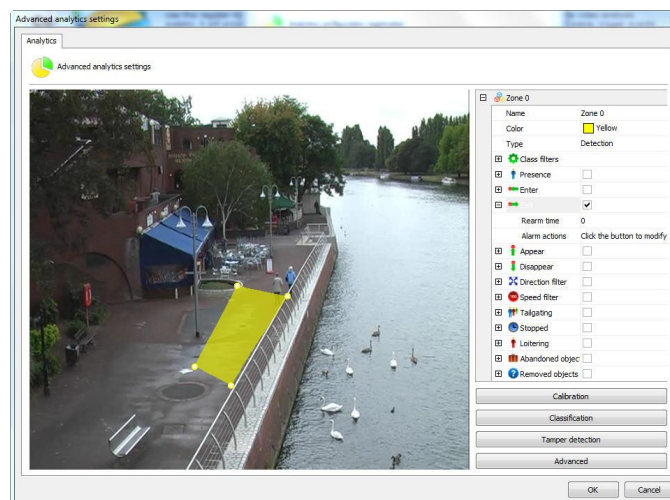 Advanced analytics settings
Analytics
Advanced analytics settings
Zone 0
Name Zone 0
Color Yellow
Type Detection
Class filters
Presence
Enter
Rearm time 0
Alarm actions Click the button to modify
Appear
Disappear
Direction filter
Speed filter
Tailgating
Stopped
Loitering
Abandoned objec
Removed objects
Calibration
Classification
Tamper detection
Advanced
OK Cancel